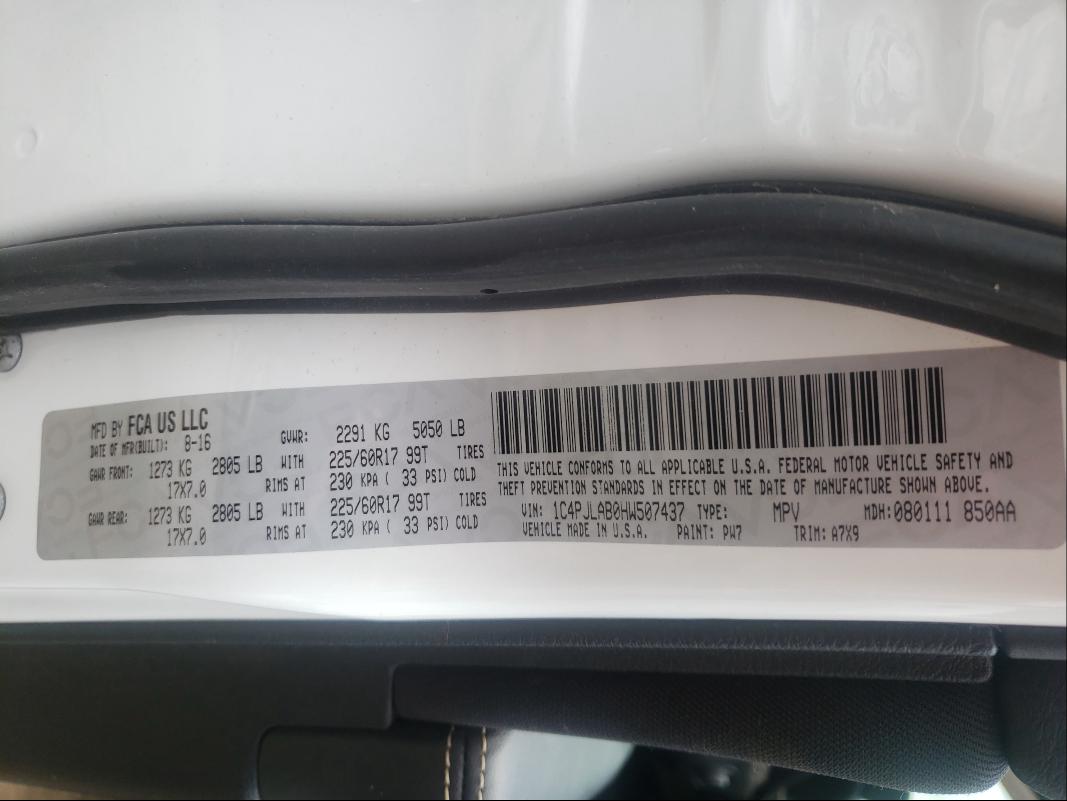 MFD BY FCA US LLC
DATE OF MFR(BUILT): 8-16
GVWR: 2291 KG 5050 LB
GAWR FRONT: 1273 KG 2805 LB WITH 225/60R17 99T TIRES
17X7.0 RIMS AT 230 KPA ( 33 PSI) COLD
GAWR REAR: 1273 KG 2805 LB WITH 225/60R17 99T TIRES
17X7.0 RIMS AT 230 KPA ( 33 PSI) COLD
THIS VEHICLE CONFORMS TO ALL APPLICABLE U.S.A. FEDERAL MOTOR VEHICLE SAFETY AND
THEFT PREVENTION STANDARDS IN EFFECT ON THE DATE OF MANUFACTURE SHOWN ABOVE.
VIN: 1C4PJLAB0HW507437 TYPE: MPV MDH: 080111 850AA
VEHICLE MADE IN U.S.A. PAINT: PW7 TRIM: A7X9